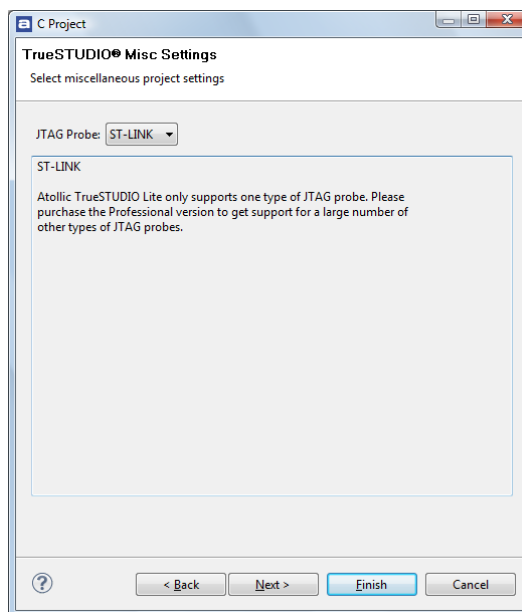 C Project
TrueSTUDIO® Misc Settings
Select miscellaneous project settings
JTAG Probe: ST-LINK
ST-LINK
Atollic TrueSTUDIO Lite only supports one type of JTAG probe. Please
purchase the Professional version to get support for a large number of
other types of JTAG probes.
? < Back Next > Finish Cancel